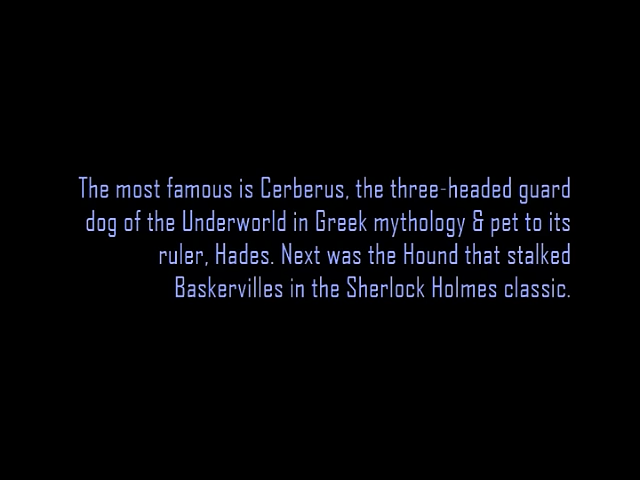 The most famous is Cerberus, the three-headed guard
dog of the Underworld in Greek mythology & pet to its
ruler, Hades. Next was the Hound that stalked
Baskervilles in the Sherlock Holmes classic.